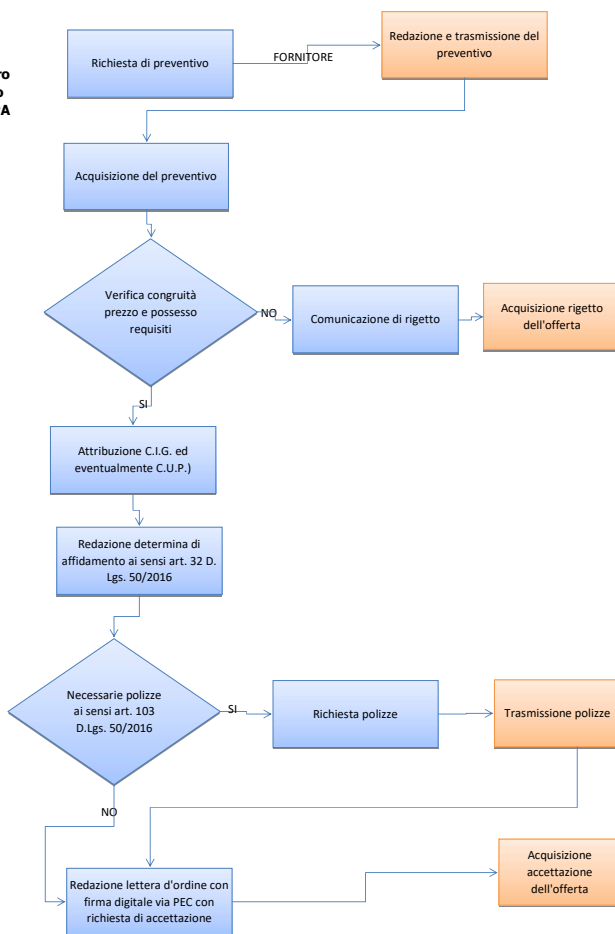 Richiesta di preventivo
FORNITORE
Redazione e trasmissione del
preventivo
Acquisizione del preventivo
Verifica congruità
prezzo e possesso
requisiti
NO
Comunicazione di rigetto
Acquisizione rigetto
dell'offerta
SI
Attribuzione C.I.G. ed
eventualmente C.U.P.)
Redazione determina di
affidamento ai sensi art. 32 D.
Lgs. 50/2016
Necessarie polizze
ai sensi art. 103
D.Lgs. 50/2016
SI
Richiesta polizze
Trasmissione polizze
NO
Redazione lettera d'ordine con
firma digitale via PEC con
richiesta di accettazione
Acquisizione
accettazione
dell'offerta